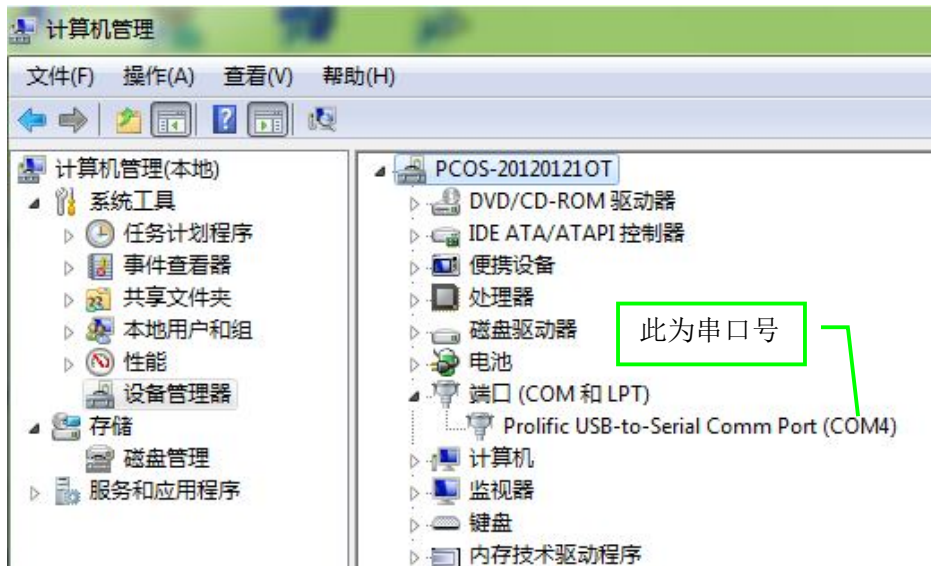 计算机管理
文件(F) 操作(A) 查看(V) 帮助(H)
计算机管理(本地)
系统工具
任务计划程序
事件查看器
共享文件夹
本地用户和组
性能
设备管理器
存储
磁盘管理
服务和应用程序
PCOS-20120121OT
DVD/CD-ROM 驱动器
IDE ATA/ATAPI 控制器
便携设备
处理器
磁盘驱动器
此为串口号
电池
端口 (COM 和 LPT)
Prolific USB-to-Serial Comm Port (COM4)
计算机
监视器
键盘
内存技术驱动程序